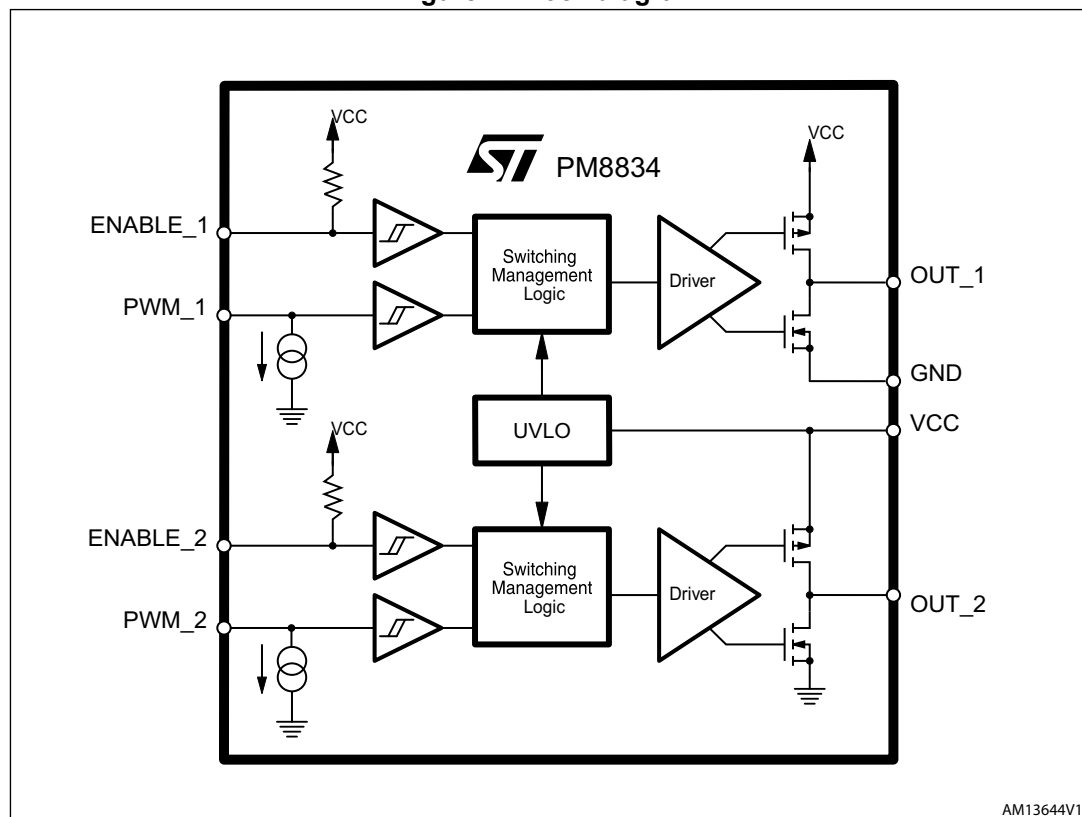 VCC
ST PM8834
VCC
ENABLE_1
Switching
Management
Logic
Driver
OUT_1
PWM_1
GND
VCC
UVLO
VCC
ENABLE_2
Switching
Management
Logic
Driver
OUT_2
PWM_2
AM13644V1